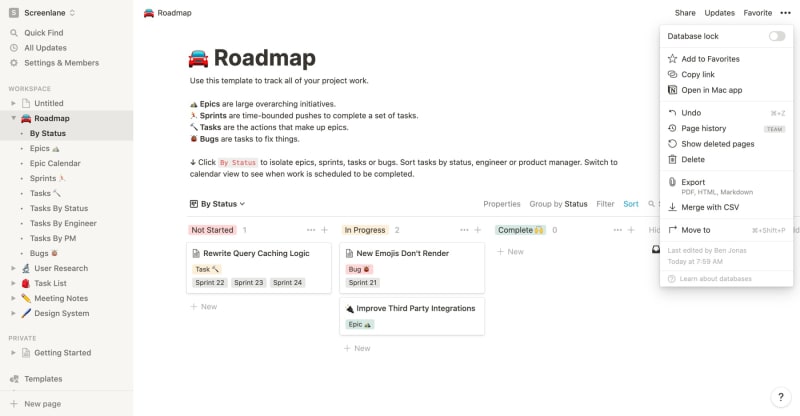 S Screenlane
Quick Find
All Updates
Settings & Members
WORKSPACE
Untitled
Roadmap
By Status
Epics
Epic Calendar
Sprints
Tasks
Tasks By Status
Tasks By Engineer
Tasks By PM
Bugs
User Research
Task List
Meeting Notes
Design System
PRIVATE
Getting Started
Templates
New page
Roadmap
Share Updates Favorite
Roadmap
Use this template to track all of your project work.
Epics are large overarching initiatives.
Sprints are time-bounded pushes to complete a set of tasks.
Tasks are the actions that make up epics.
Bugs are tasks to fix things.
↓ Click By Status to isolate epics, sprints, tasks or bugs. Sort tasks by status, engineer or product manager. Switch to
calendar view to see when work is scheduled to be completed.
By Status
Properties Group by Status Filter Sort
Not Started 1
Rewrite Query Caching Logic
Task
Sprint 22 Sprint 23 Sprint 24
+ New
In Progress 2
New Emojis Don't Render
Bug
Sprint 21
Improve Third Party Integrations
Epic
+ New
Complete 0
+ New
Database lock
Add to Favorites
Copy link
Open in Mac app
Undo ⌘+Z
Page history TEAM
Show deleted pages
Delete
Export
PDF, HTML, Markdown
Merge with CSV
Move to ⌘+Shift+P
Last edited by Ben Jonas
Today at 7:59 AM
Learn about databases
?